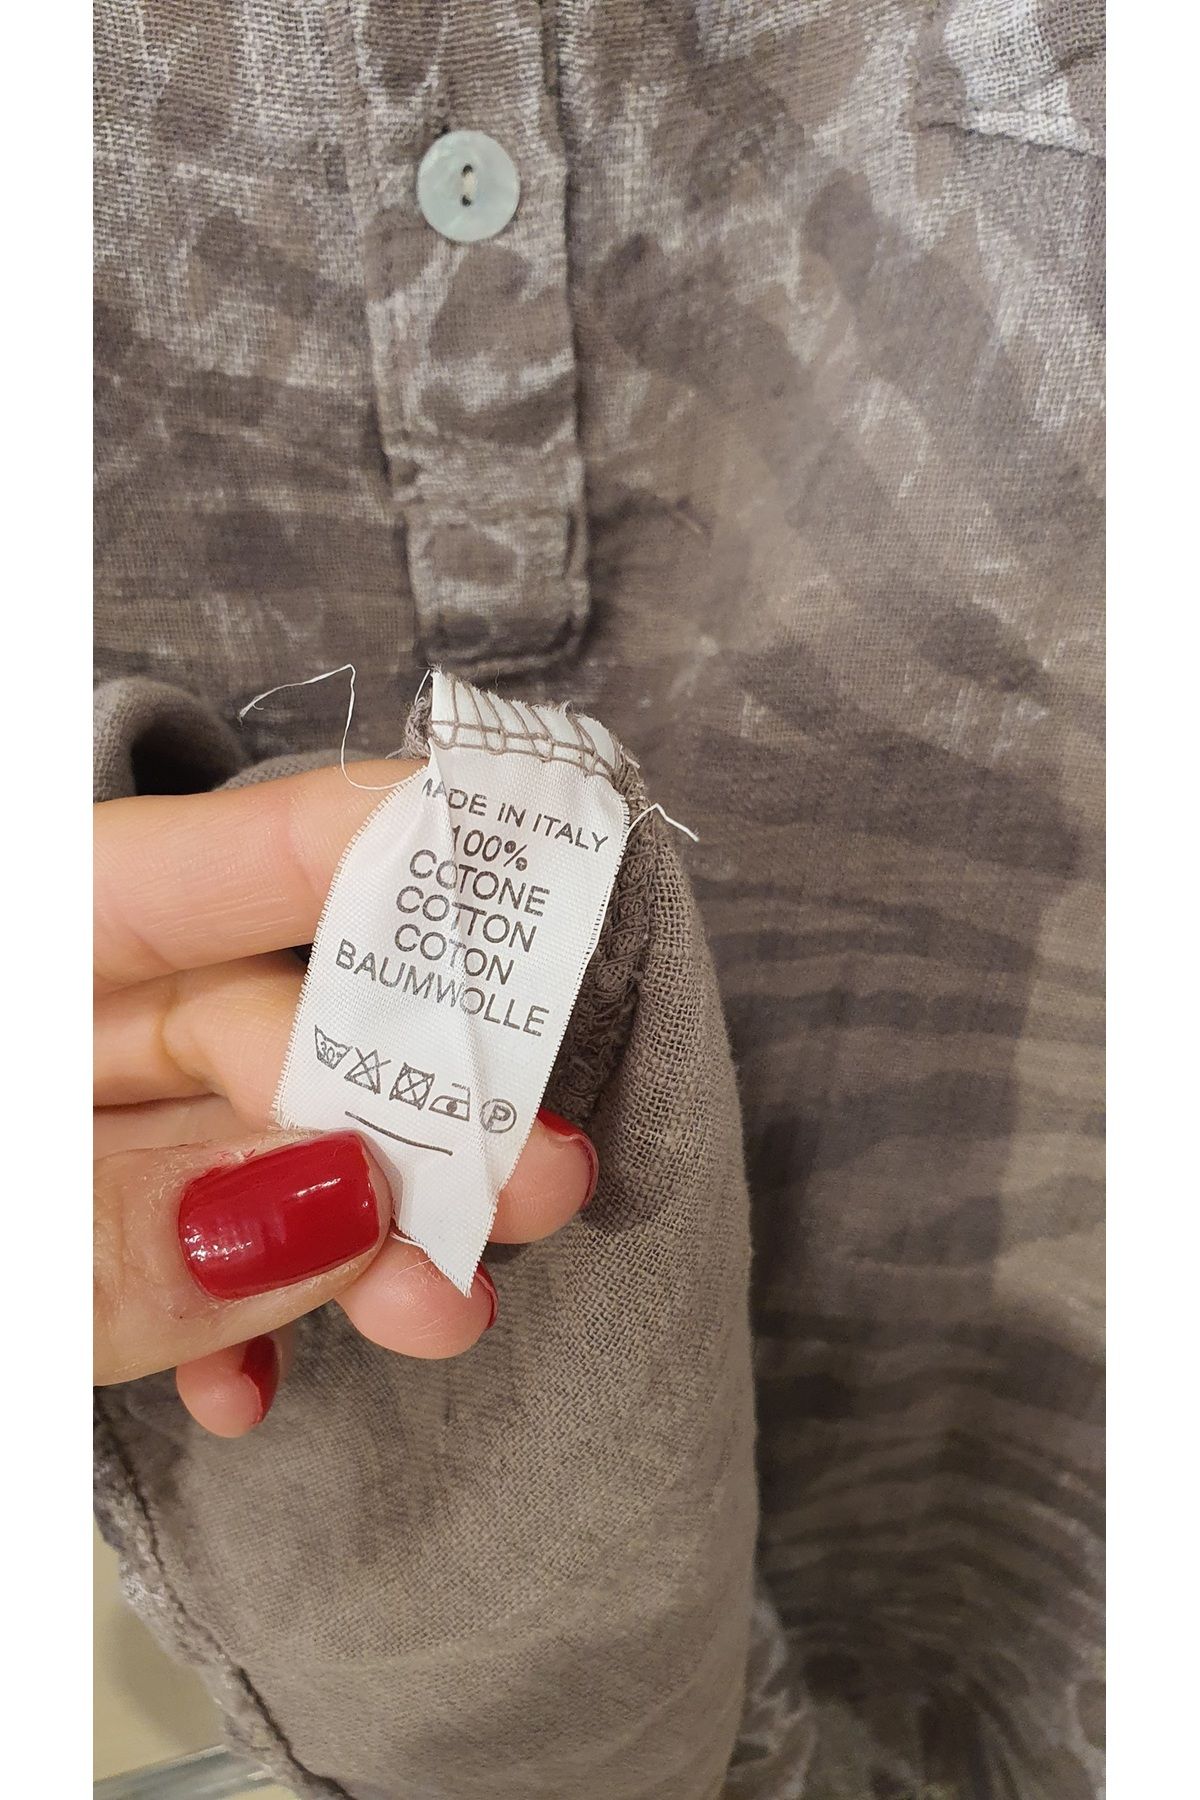 MADE IN ITALY
100%
COTONE
COTTON
COTON
BAUMWOLLE
30° P